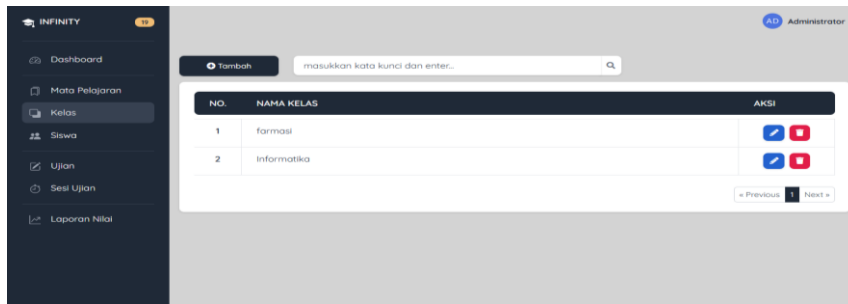 INFINITY 19
AD Administrator
Dashboard
Mata Pelajaran
Kelas
Siswa
Ujian
Sesi Ujian
Laporan Nilai
Tambah
masukkan kata kunci dan enter...
NO. NAMA KELAS AKSI
1 farmasi
2 Informatika
« Previous 1 Next »